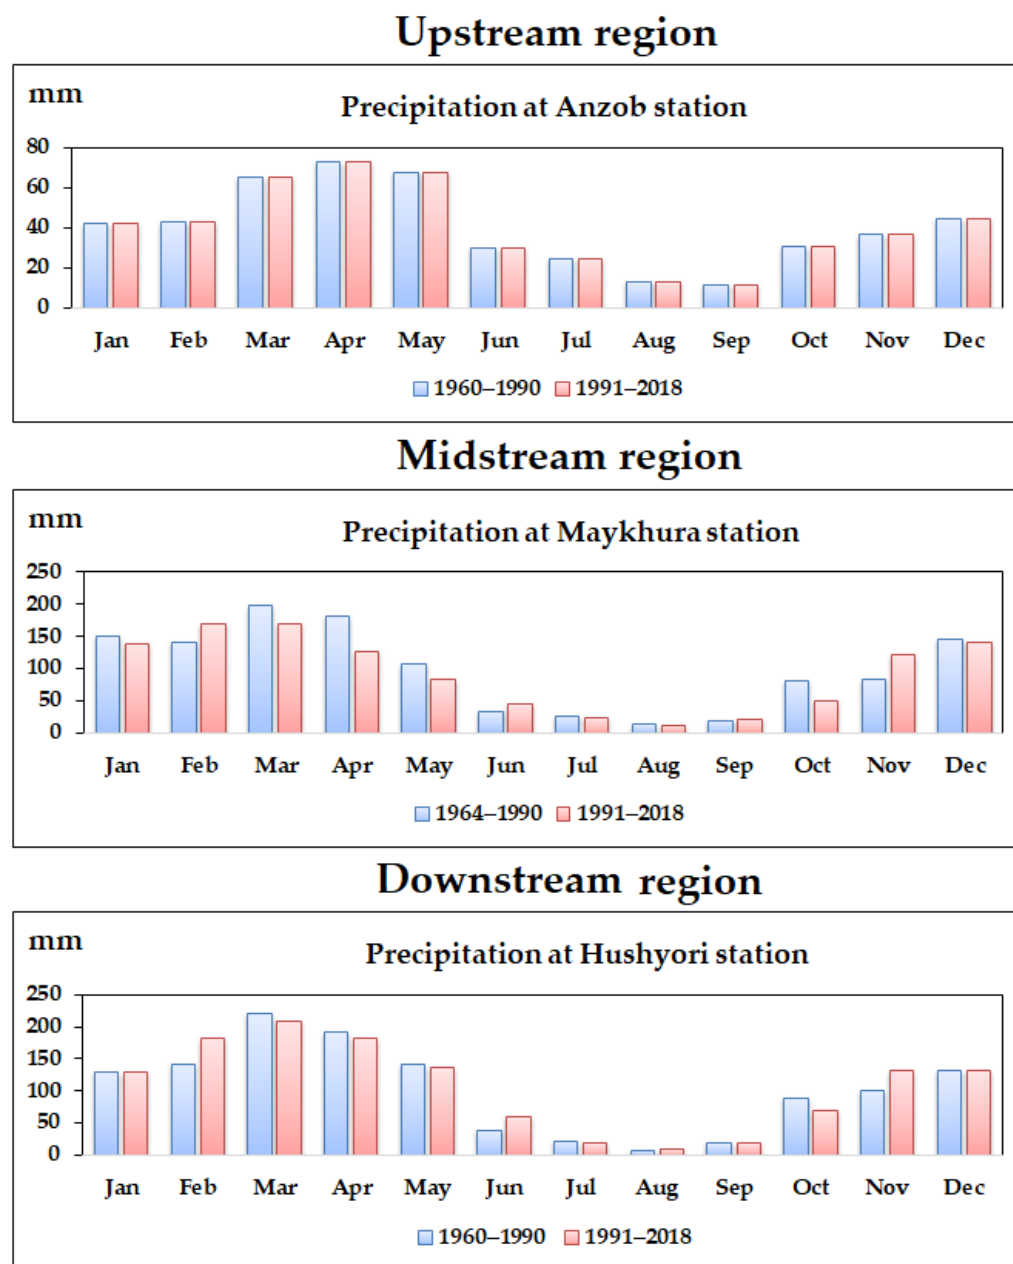 Upstream region
mm
Precipitation at Anzob station
80
60
40
20
0
Jan Feb Mar Apr May Jun Jul Aug Sep Oct Nov Dec
1960–1990 1991–2018
Midstream region
mm
Precipitation at Maykhura station
250
200
150
100
50
0
Jan Feb Mar Apr May Jun Jul Aug Sep Oct Nov Dec
1964–1990 1991–2018
Downstream region
mm
Precipitation at Hushyori station
250
200
150
100
50
0
Jan Feb Mar Apr May Jun Jul Aug Sep Oct Nov Dec
1960–1990 1991–2018